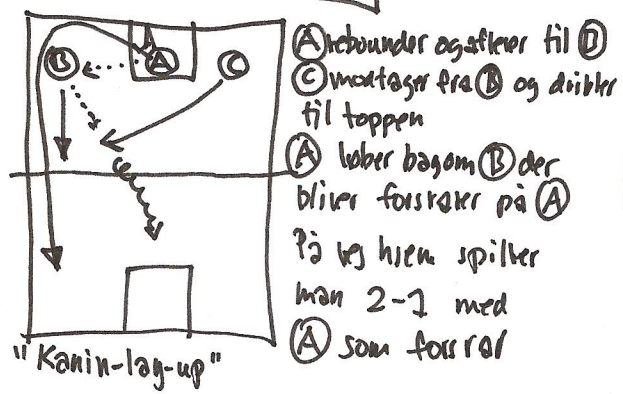 B A C
A rebounder og aflever til B
C modtager fra B og dribler
til toppen
A løber bagom B der
bliver forsvarer på A
På vej hjem spiller
man 2-1 med
A som forsvar
"Kanin-lay-up"